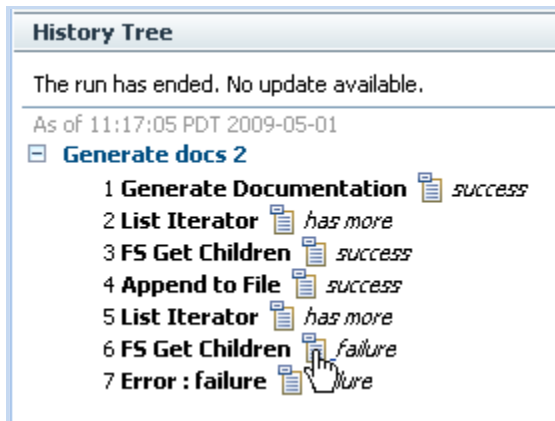 History Tree
The run has ended. No update available.
As of 11:17:05 PDT 2009-05-01
Generate docs 2
1 Generate Documentation success
2 List Iterator has more
3 FS Get Children success
4 Append to File success
5 List Iterator has more
6 FS Get Children failure
7 Error : failure